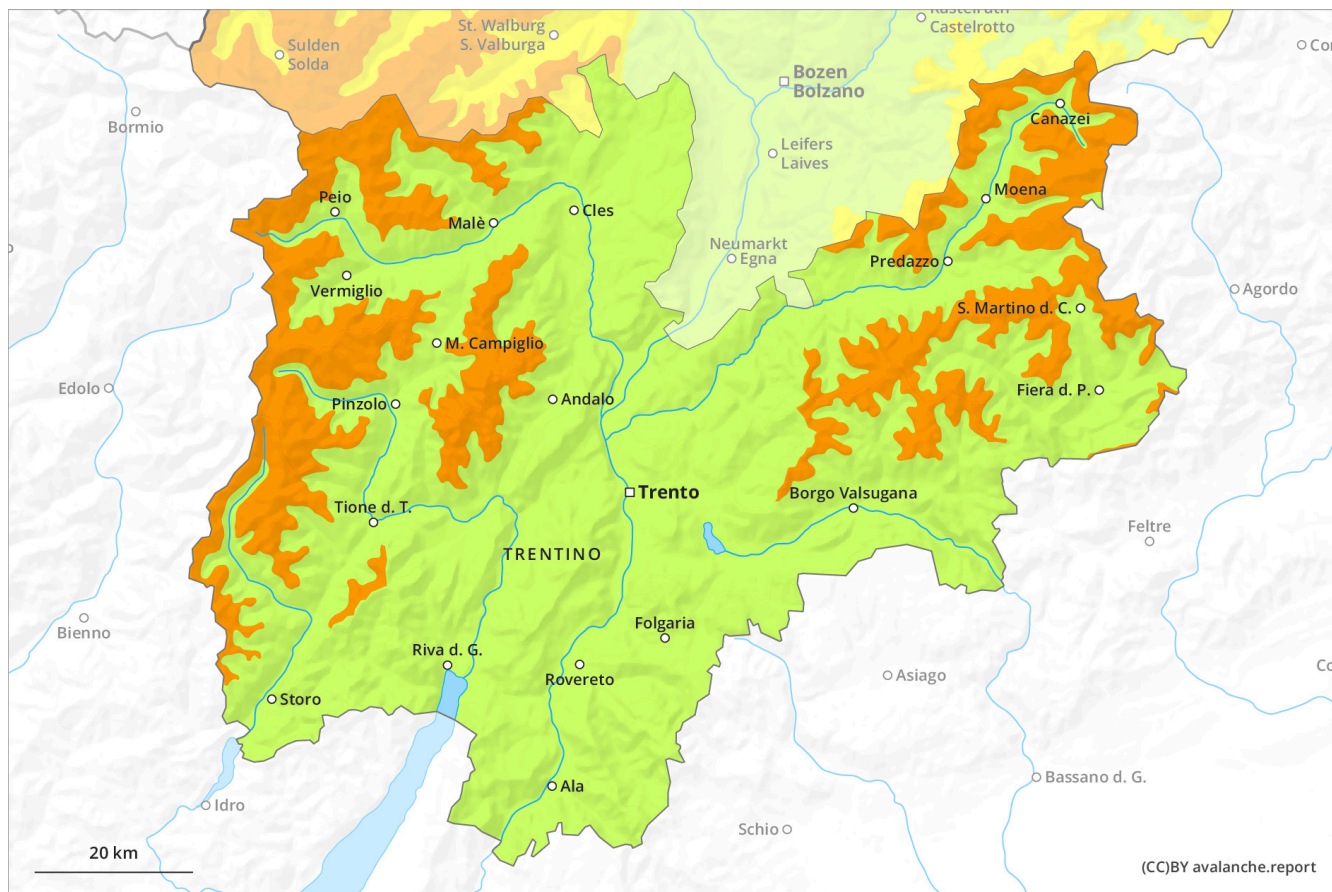 St. Walburg
S. Valburga
Castelrotto
Sulden
Solda
Bozen
Bolzano
Canazei
Bormio
Leifers
Laives
Moena
Peio
Malè
Cles
Neumarkt
Egna
Predazzo
Vermiglio
Agordo
S. Martino d. C.
M. Campiglio
Edolo
Pinzolo
Andalo
Fiera d. P.
Trento
Borgo Valsugana
Tione d. T.
Feltre
TRENTINO
Bienno
Folgaria
Riva d. G.
Rovereto
Asiago
Storo
Bassano d. G.
Ala
Idro
Schio
20 km
(CC)BY avalanche.report